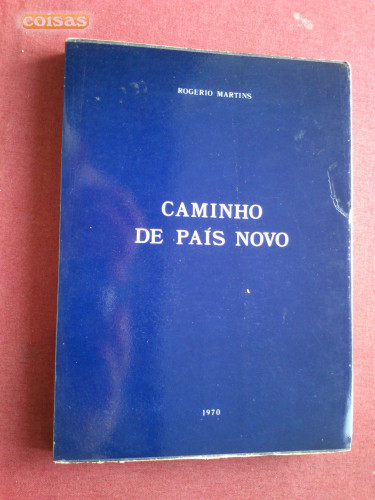 coisas
ROGERIO MARTINS
CAMINHO
DE PAÍS NOVO
1970